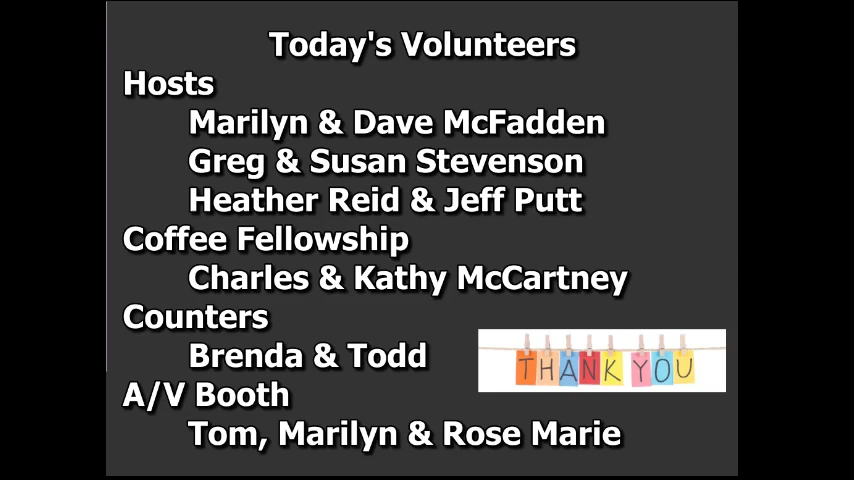 Today's Volunteers
Hosts
Marilyn & Dave McFadden
Greg & Susan Stevenson
Heather Reid & Jeff Putt
Coffee Fellowship
Charles & Kathy McCartney
Counters
Brenda & Todd
THANK YOU
A/V Booth
Tom, Marilyn & Rose Marie